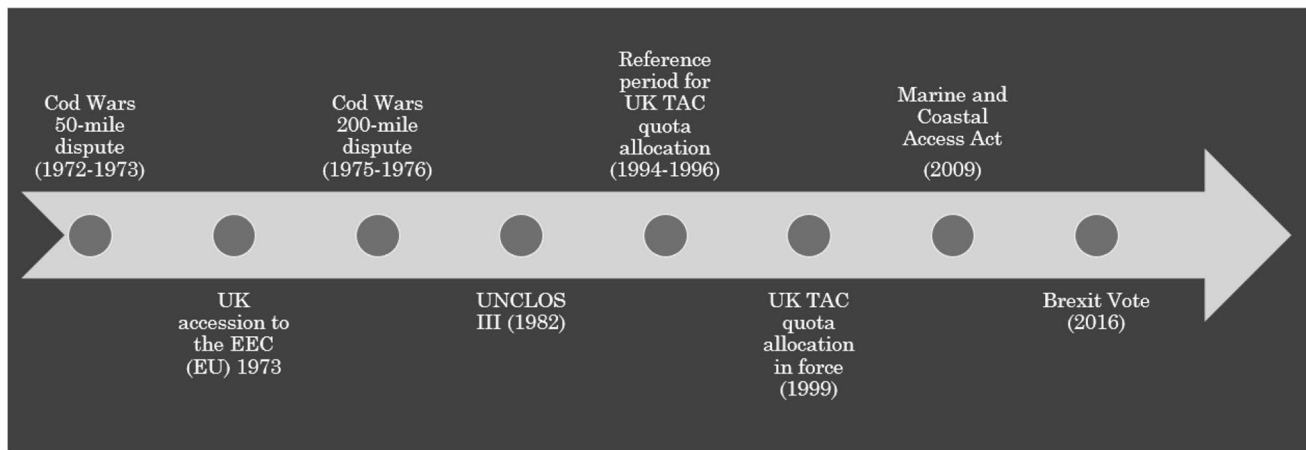 Cod Wars
50-mile
dispute
(1972-1973)
UK
accession to
the EEC
(EU) 1973
Cod Wars
200-mile
dispute
(1975-1976)
UNCLOS
III (1982)
Reference
period for
UK TAC
quota
allocation
(1994-1996)
UK TAC
quota
allocation
in force
(1999)
Marine and
Coastal
Access Act
(2009)
Brexit Vote
(2016)